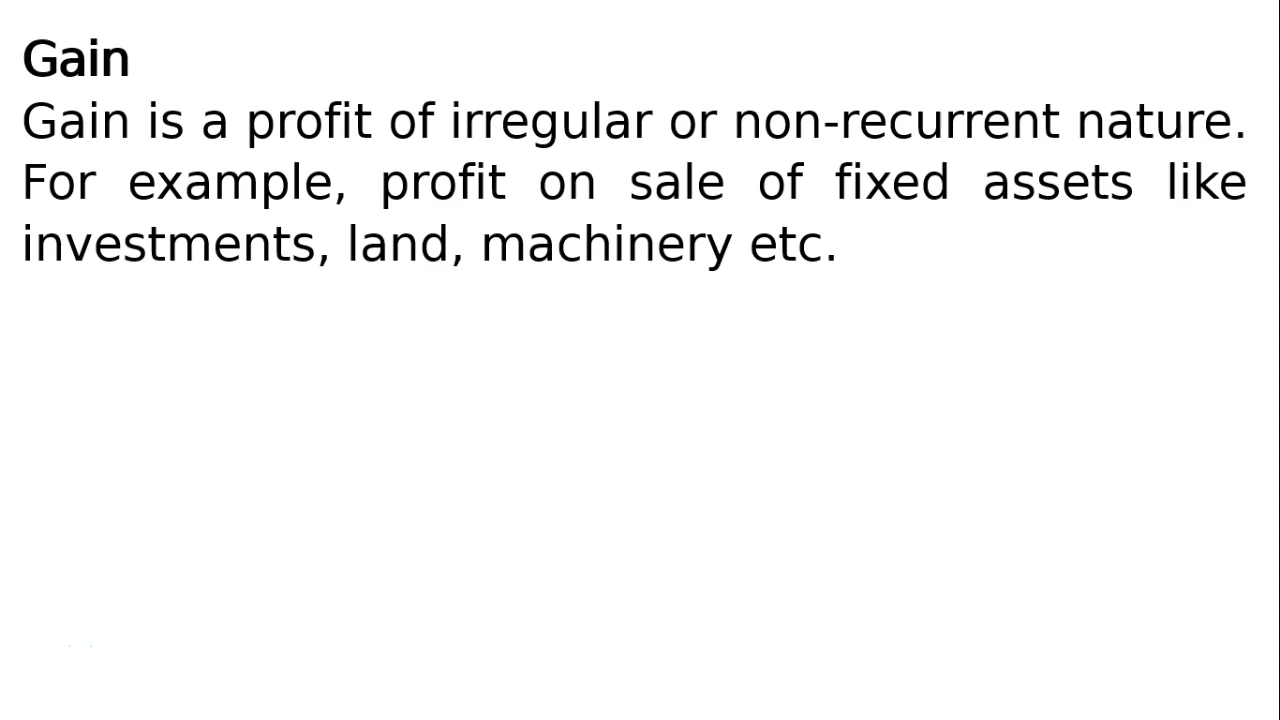 Gain
Gain is a profit of irregular or non-recurrent nature.
For example, profit on sale of fixed assets like
investments, land, machinery etc.